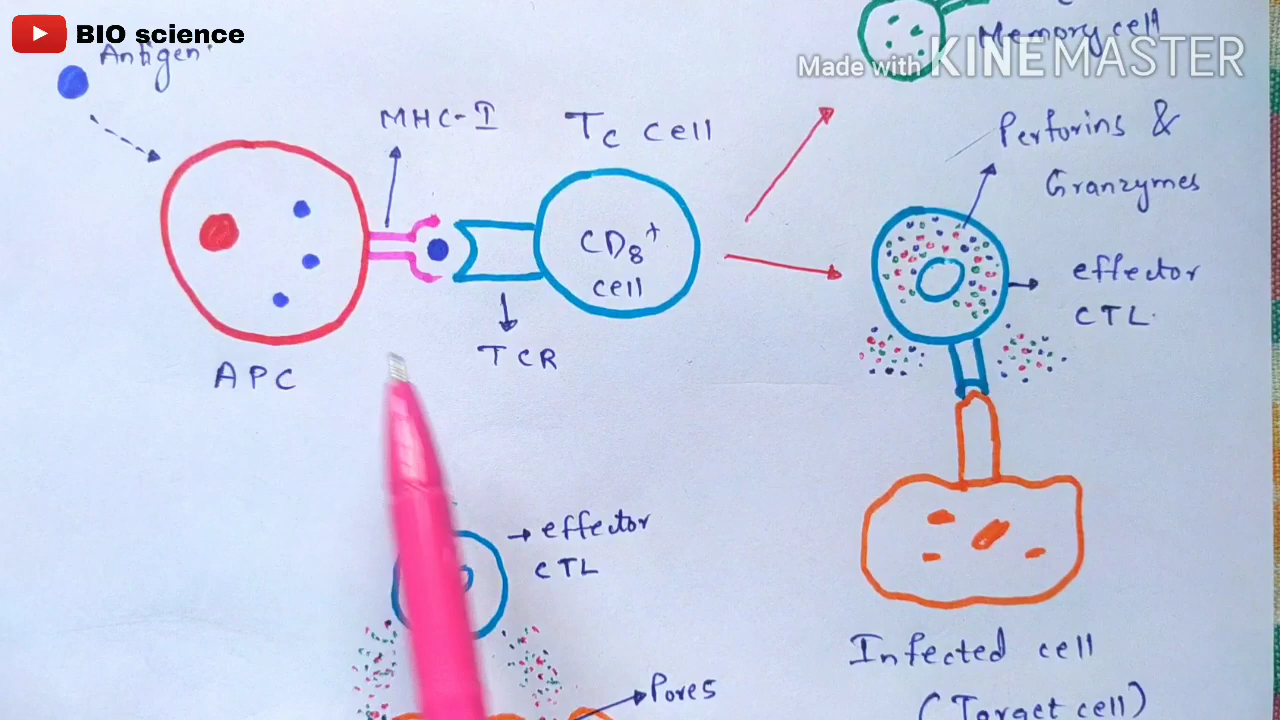 BIO science
Antigen
Memory cell
Made with KINEMASTER
MHC-I
Tc cell
Perforins &
Granzymes
CD8+
cell
effector
CTL
TCR
APC
effector
CTL
Pores
Infected cell
(Target cell)